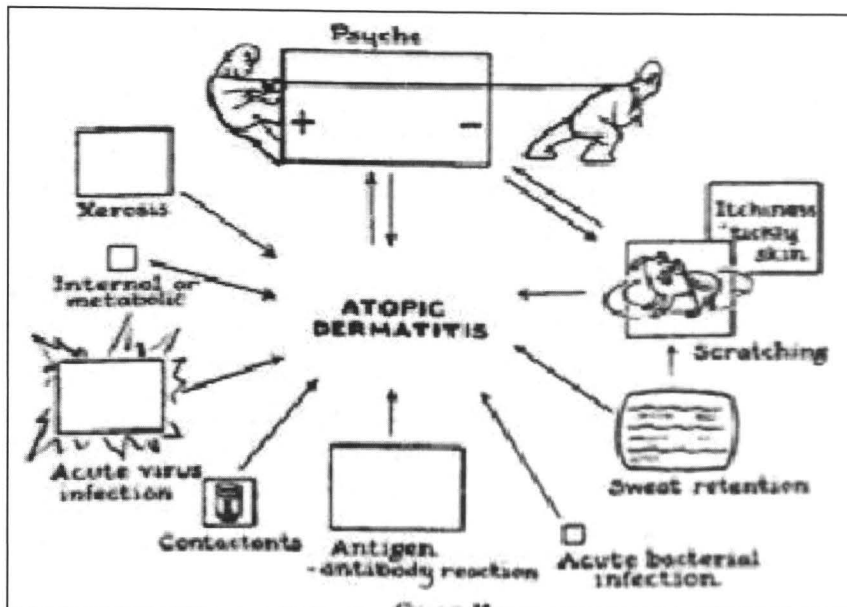 Psyche
+ -
Xerosis
Itchiness
tickly
skin
Internal or
metabolic
ATOPIC
DERMATITIS
Scratching
Acute virus
infection
Sweat retention
Contactants
Antigen
-antibody reaction
Acute bacterial
infection